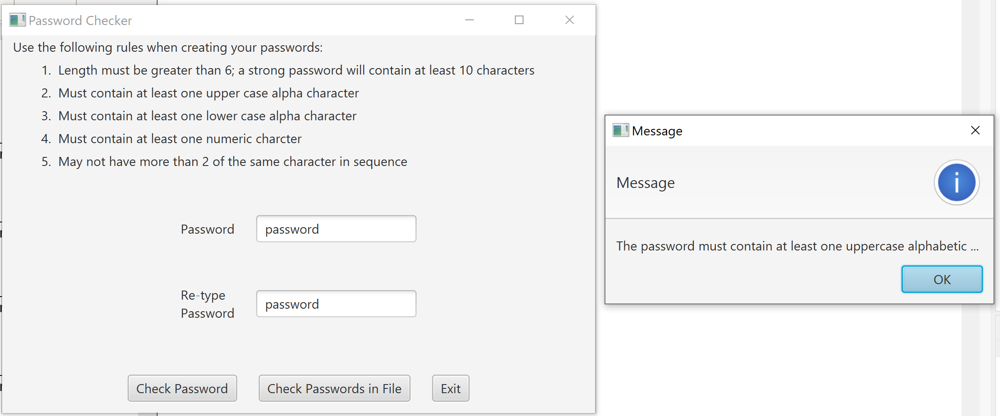 Password Checker
Use the following rules when creating your passwords:
1. Length must be greater than 6; a strong password will contain at least 10 characters
2. Must contain at least one upper case alpha character
3. Must contain at least one lower case alpha character
4. Must contain at least one numeric charcter
5. May not have more than 2 of the same character in sequence
Password
password
Re-type
Password
password
Check Password
Check Passwords in File
Exit
Message
Message
The password must contain at least one uppercase alphabetic ...
OK